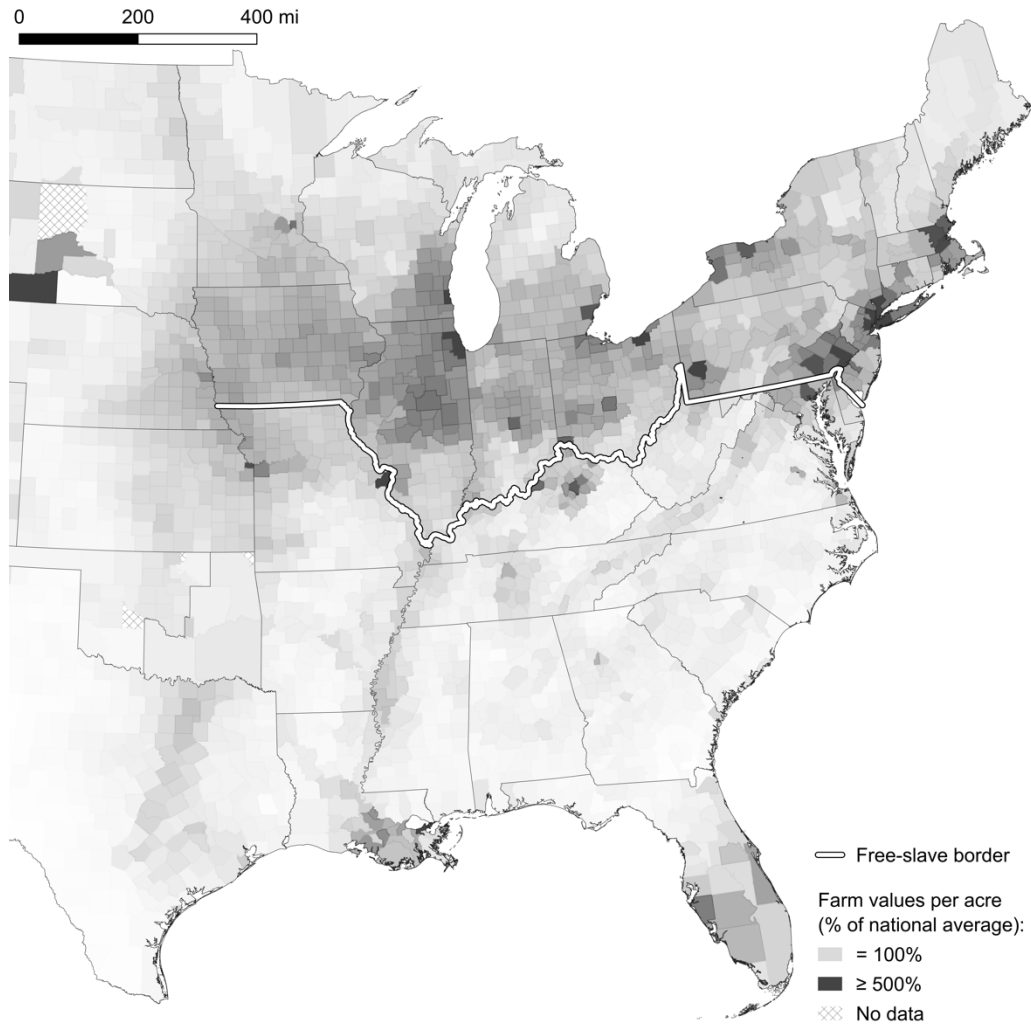 0 200 400 mi
Free-slave border
Farm values per acre
(% of national average):
= 100%
≥ 500%
No data